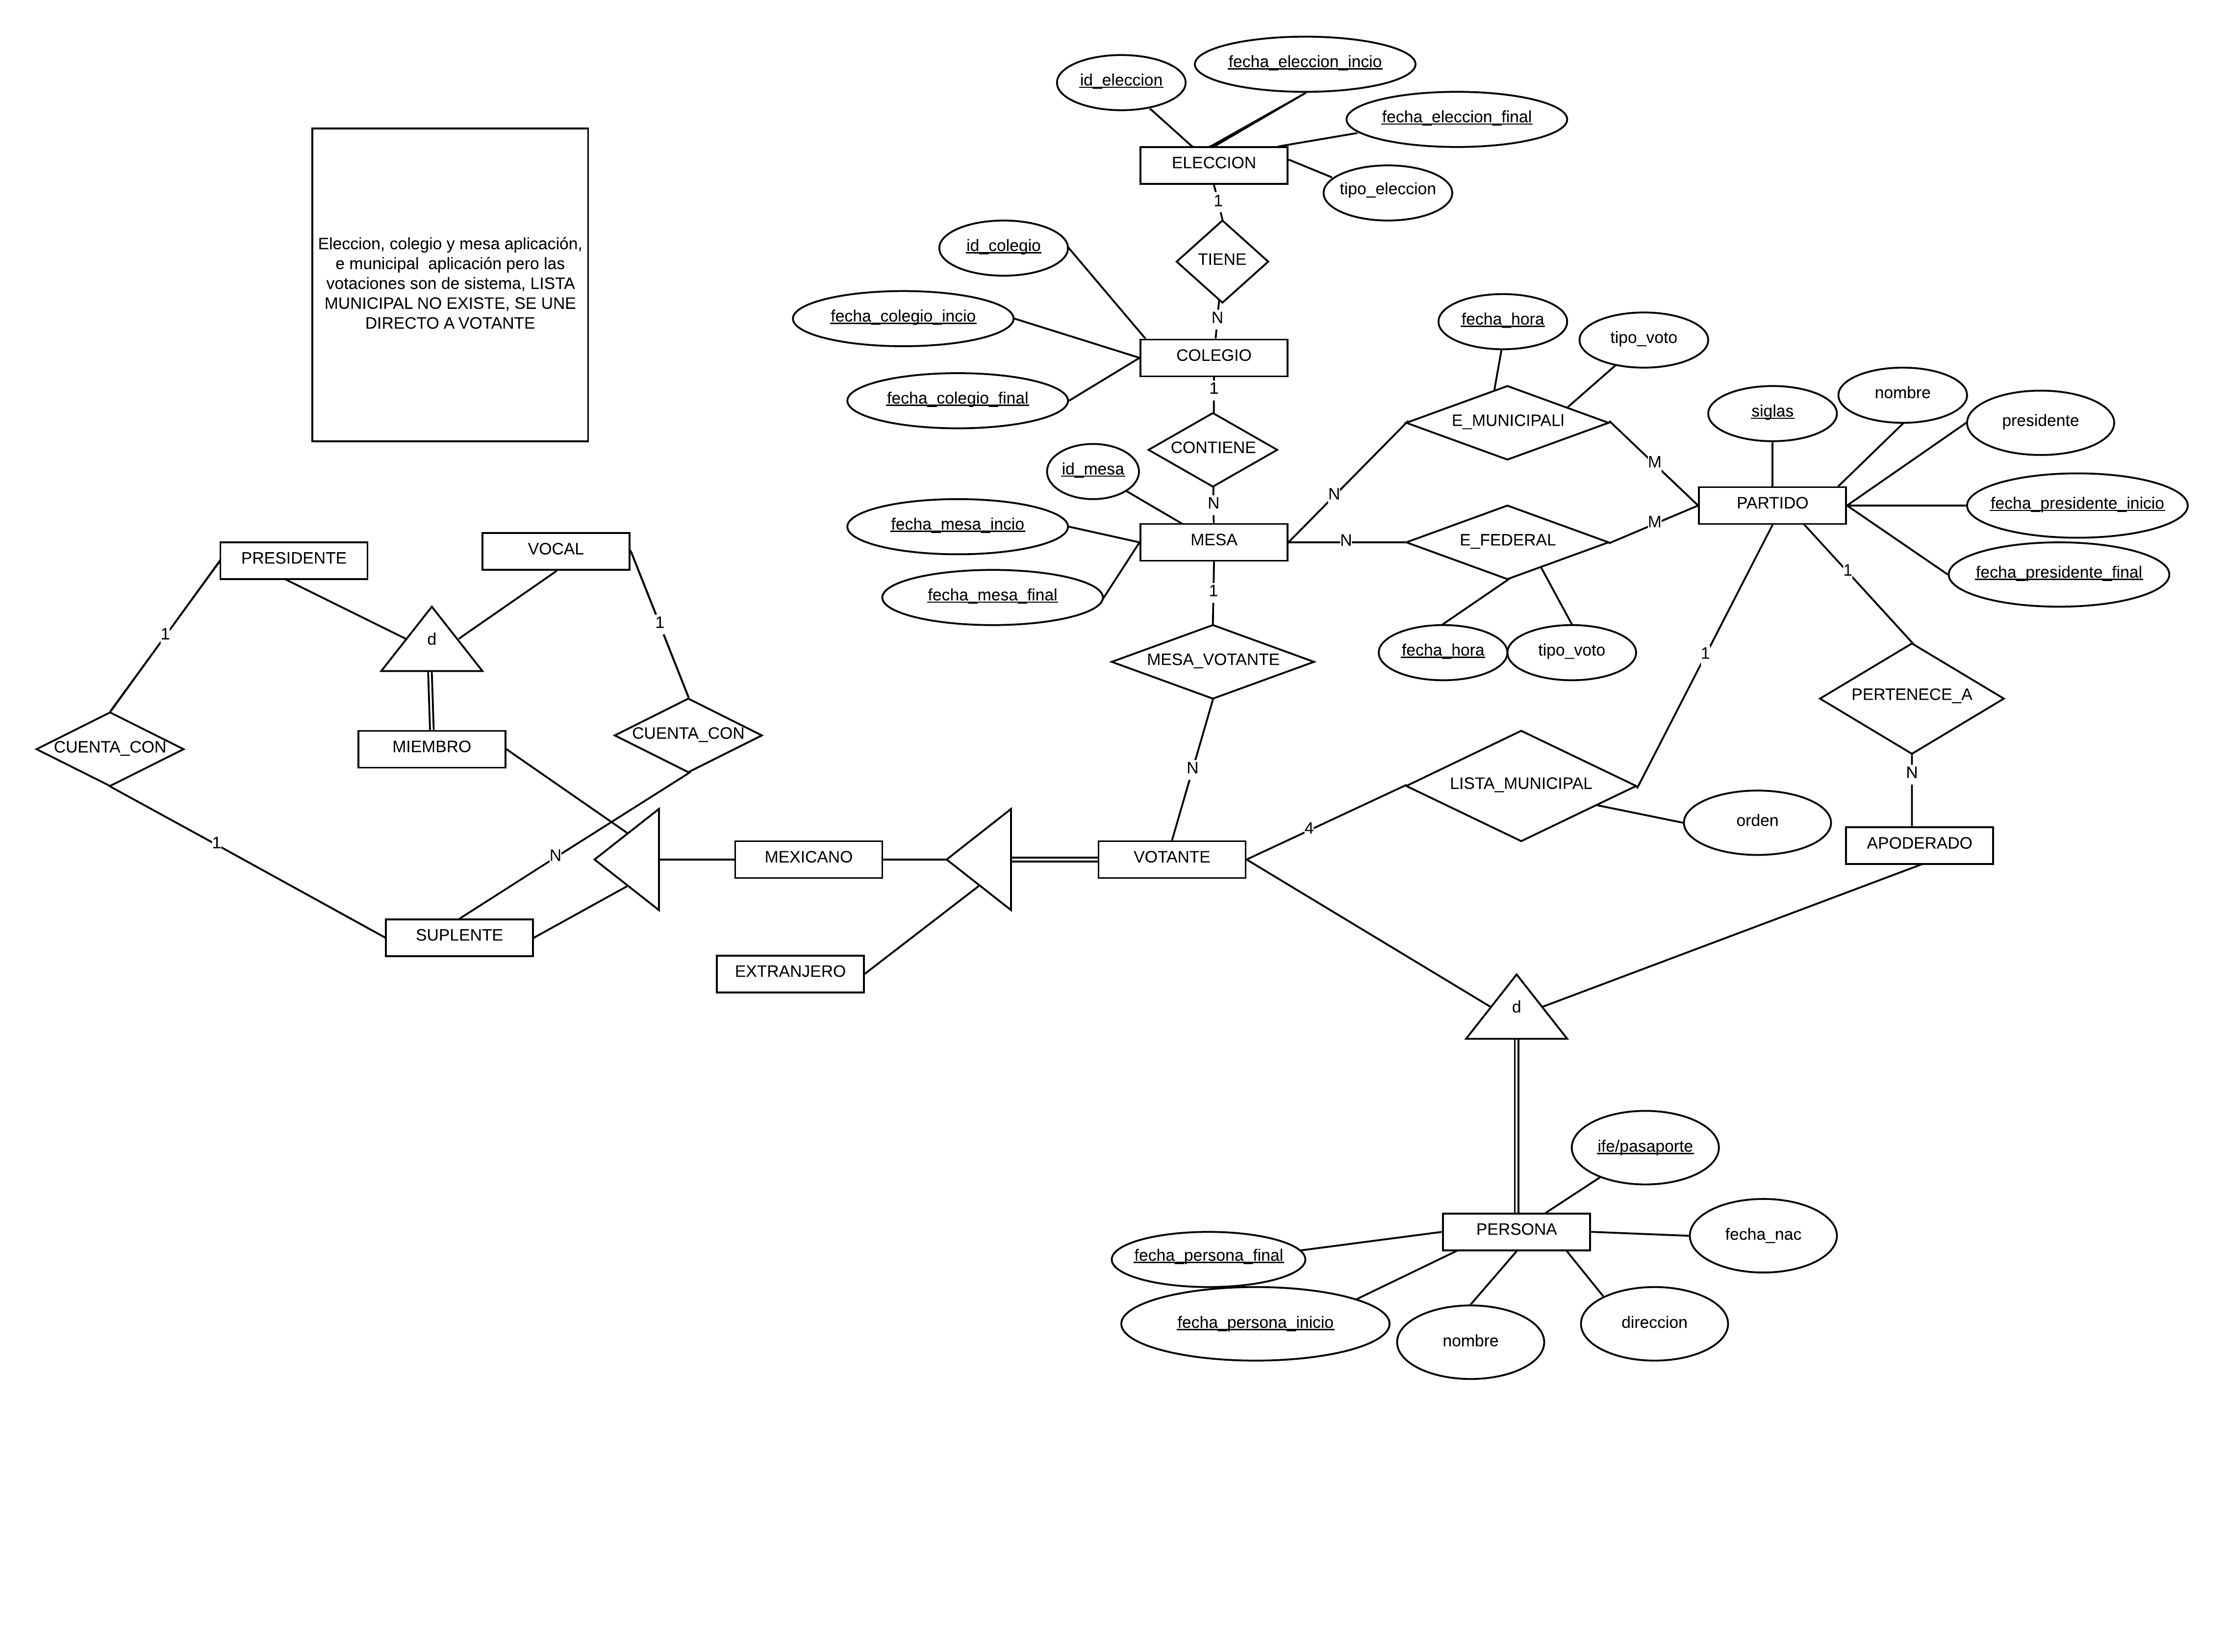 fecha_eleccion_incio
id_eleccion
fecha_eleccion_final
ELECCION
tipo_eleccion
1
Eleccion, colegio y mesa aplicación,
e municipal aplicación pero las
votaciones son de sistema, LISTA
MUNICIPAL NO EXISTE, SE UNE
DIRECTO A VOTANTE
id_colegio
TIENE
fecha_colegio_incio
N
fecha_hora
tipo_voto
COLEGIO
1
fecha_colegio_final
nombre
siglas
presidente
E_MUNICIPALI
CONTIENE
M
id_mesa
N
N
fecha_presidente_inicio
PARTIDO
fecha_mesa_incio
M
MESA
N
E_FEDERAL
fecha_presidente_final
1
VOCAL
PRESIDENTE
1
fecha_mesa_final
1
1
d
fecha_hora
tipo_voto
1
MESA_VOTANTE
PERTENECE_A
CUENTA_CON
CUENTA_CON
MIEMBRO
N
N
LISTA_MUNICIPAL
orden
4
1
N
MEXICANO
VOTANTE
APODERADO
SUPLENTE
EXTRANJERO
d
ife/pasaporte
PERSONA
fecha_nac
fecha_persona_final
fecha_persona_inicio
nombre
direccion